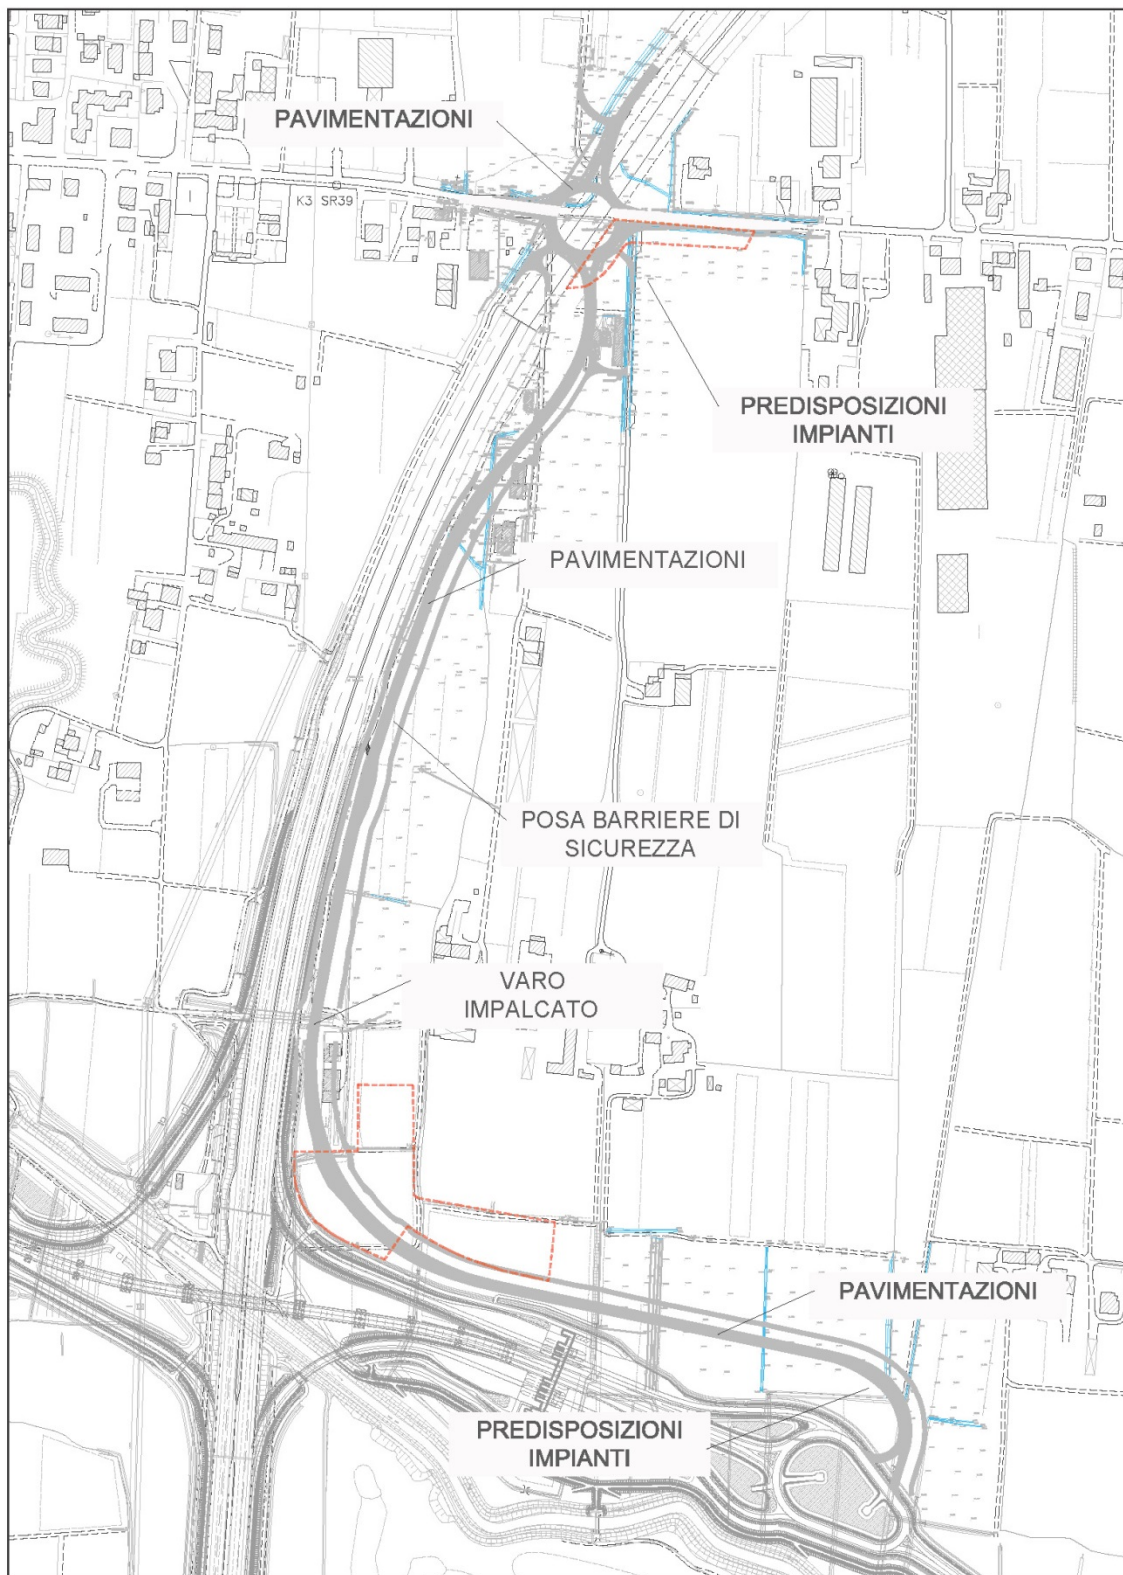 PAVIMENTAZIONI
K3 SR39
PREDISPOSIZIONI
IMPIANTI
PAVIMENTAZIONI
POSA BARRIERE DI
SICUREZZA
VARO
IMPALCATO
PAVIMENTAZIONI
PREDISPOSIZIONI
IMPIANTI